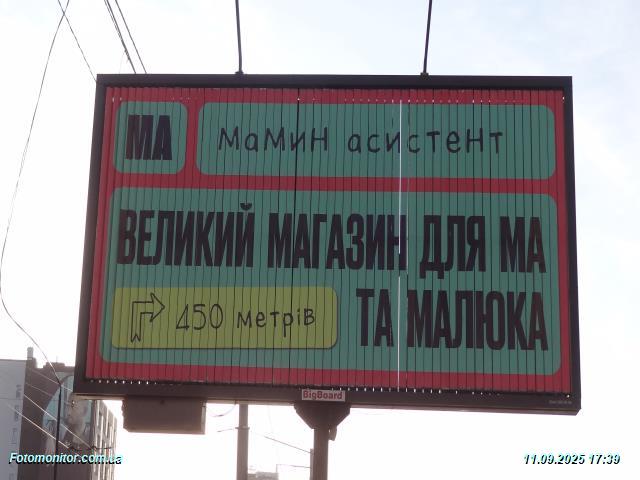 МА мамин асистент
ВЕЛИКИЙ МАГАЗИН ДЛЯ МА
450 метрів ТА МАЛЮКА
BigBoard
Fotomonitor.com.ua 11.09.2025 17:39